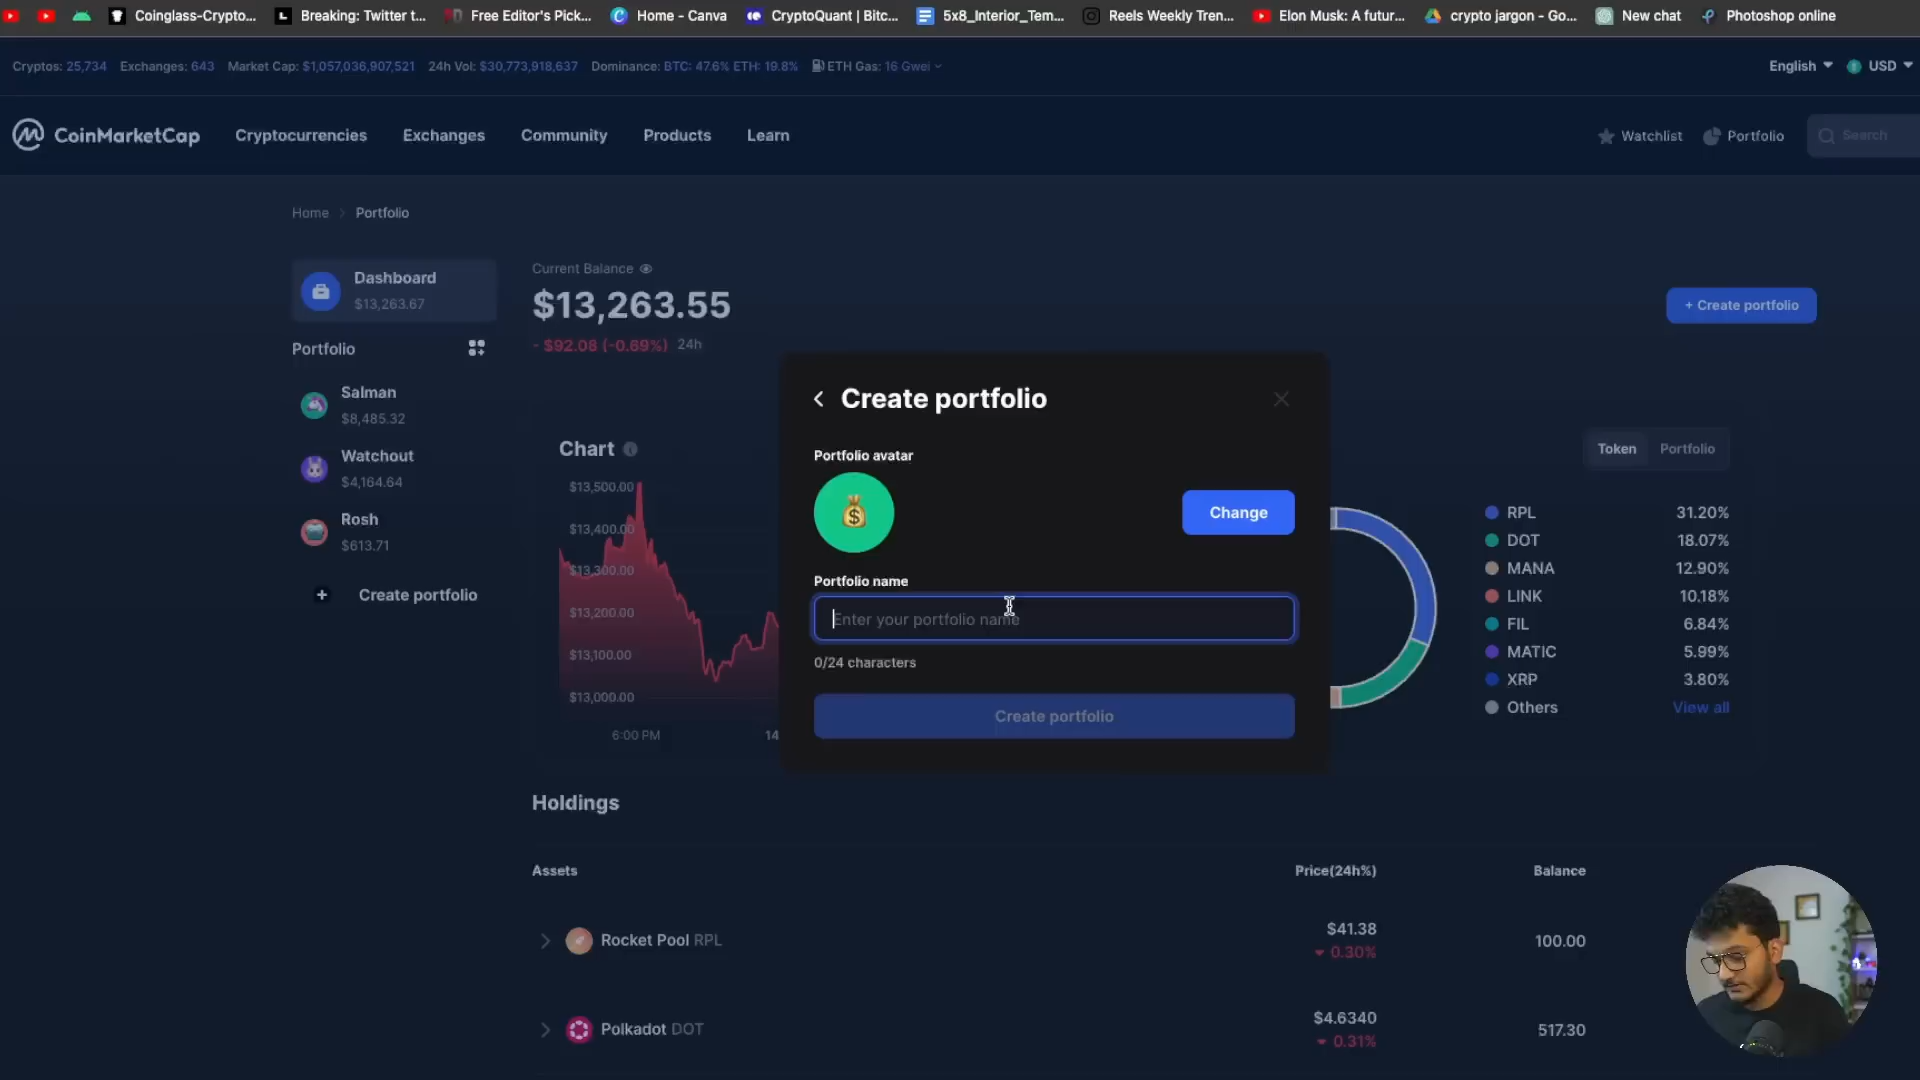 Coinglass-Crypto... Breaking: Twitter t... Free Editor's Pick... Home - Canva CryptoQuant | Bitc... 5x8_Interior_Tem... Reels Weekly Tren... Elon Musk: A futur... crypto jargon - Go... New chat Photoshop online
Cryptos: 25,734 Exchanges: 643 Market Cap: $1,057,036,907,521 24h Vol: $30,773,918,637 Dominance: BTC: 47.6% ETH: 19.8% ETH Gas: 16 Gwei English USD
CoinMarketCap Cryptocurrencies Exchanges Community Products Learn Watchlist Portfolio Search
Home > Portfolio
Dashboard
$13,263.67
Portfolio
Salman
$8,485.32
Watchout
$4,164.64
Rosh
$613.71
+ Create portfolio
Current Balance
$13,263.55
- $92.08 (-0.69%) 24h
+ Create portfolio
Chart
$13,500.00
$13,400.00
$13,300.00
$13,200.00
$13,100.00
$13,000.00
6:00 PM 14
Create portfolio
Portfolio avatar
Change
Portfolio name
Enter your portfolio name
0/24 characters
Create portfolio
Token Portfolio
RPL 31.20%
DOT 18.07%
MANA 12.90%
LINK 10.18%
FIL 6.84%
MATIC 5.99%
XRP 3.80%
Others View all
Holdings
Assets Price(24h%) Balance
Rocket Pool RPL $41.38 100.00
0.30%
Polkadot DOT $4.6340 517.30
0.31%